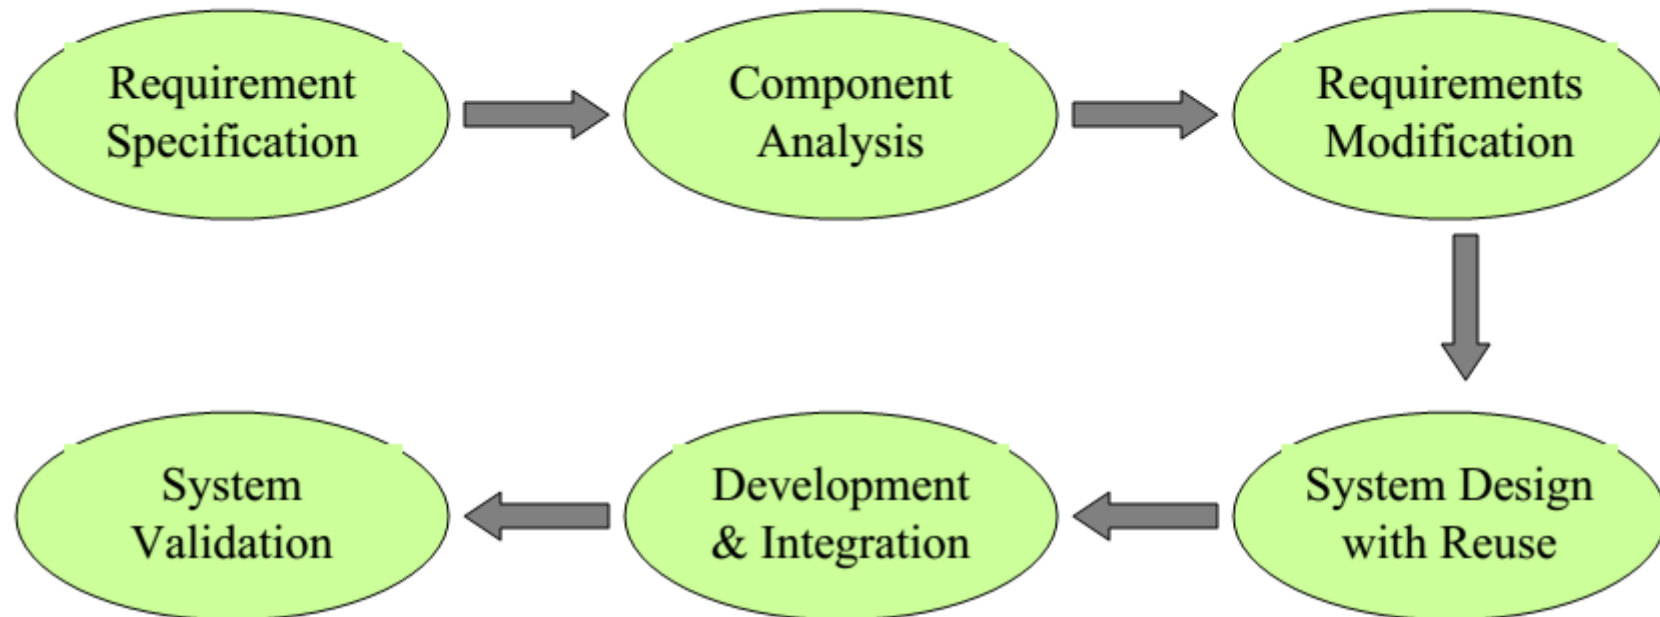 Requirement
Specification
Component
Analysis
Requirements
Modification
System Design
with Reuse
Development
& Integration
System
Validation